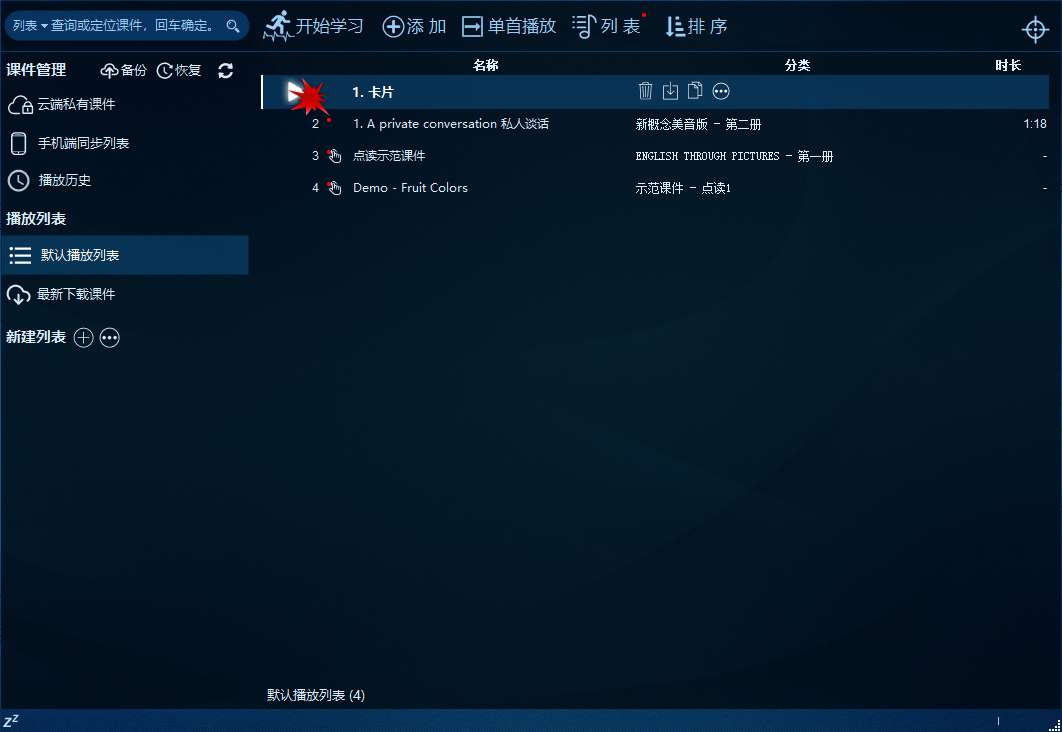 列表 查询或定位课件，回车确定。 开始学习 添 加 单首播放 列 表 排 序
课件管理 备份 恢复
云端私有课件
手机端同步列表
播放历史
播放列表
默认播放列表
最新下载课件
新建列表
名称 分类 时长
1. 卡片
2 1. A private conversation 私人谈话 新概念美音版 - 第二册 1:18
3 点读示范课件 ENGLISH THROUGH PICTURES - 第一册 -
4 Demo - Fruit Colors 示范课件 - 点读1 -
默认播放列表 (4)
zZ